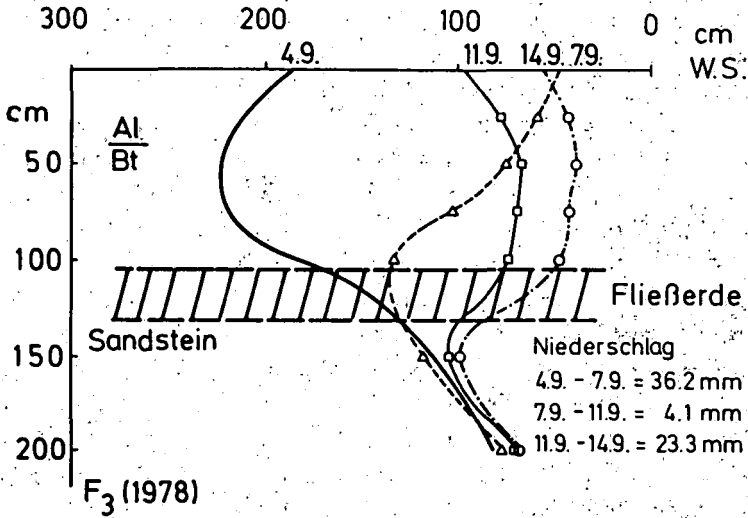 300 200 100 0 cm
W.S.
4.9. 11.9. 14.9. 7.9.
cm
Al
Bt
50
100
Fließerde
Sandstein
150
Niederschlag
4.9. - 7.9. = 36.2 mm
7.9. - 11.9. = 4.1 mm
11.9. - 14.9. = 23.3 mm
200
F3 (1978)